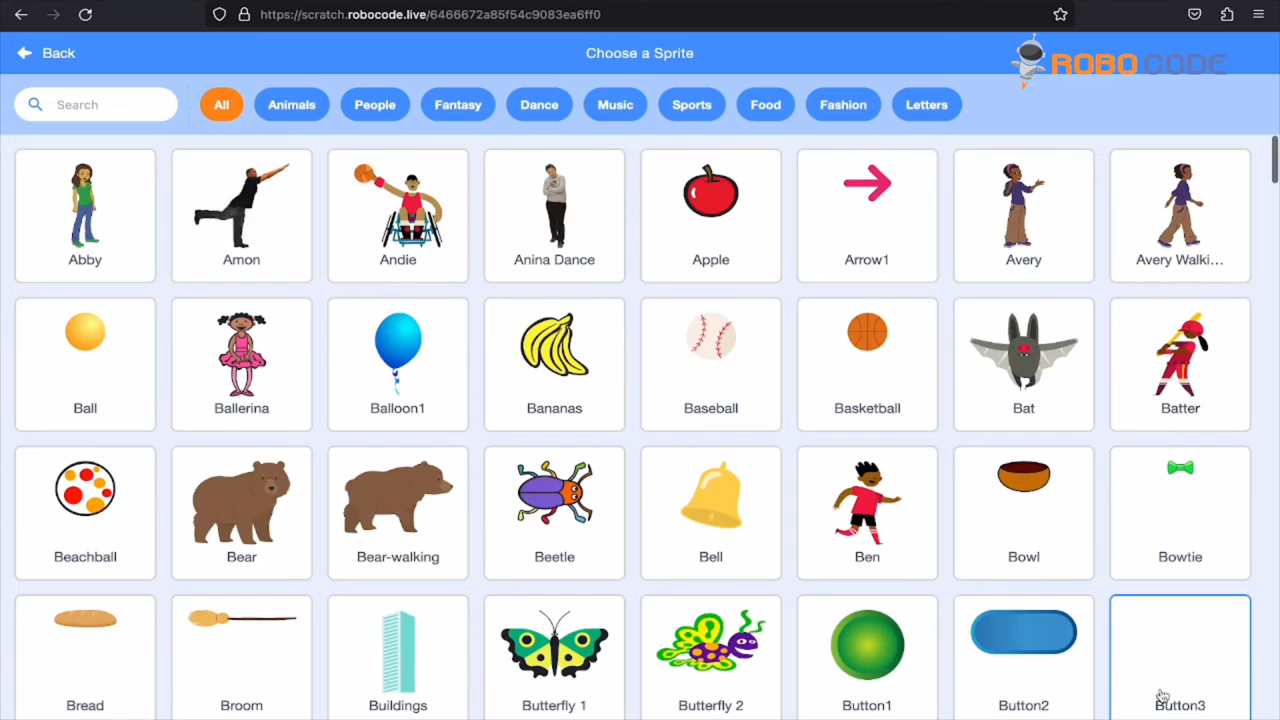 https://scratch.robocode.live/6466672a85f54c9083ea6ff0
Back
Choose a Sprite
ROBOCODE
Search
All
Animals
People
Fantasy
Dance
Music
Sports
Food
Fashion
Letters
Abby
Amon
Andie
Anina Dance
Apple
Arrow1
Avery
Avery Walki...
Ball
Ballerina
Balloon1
Bananas
Baseball
Basketball
Bat
Batter
Beachball
Bear
Bear-walking
Beetle
Bell
Ben
Bowl
Bowtie
Bread
Broom
Buildings
Butterfly 1
Butterfly 2
Button1
Button2
Button3